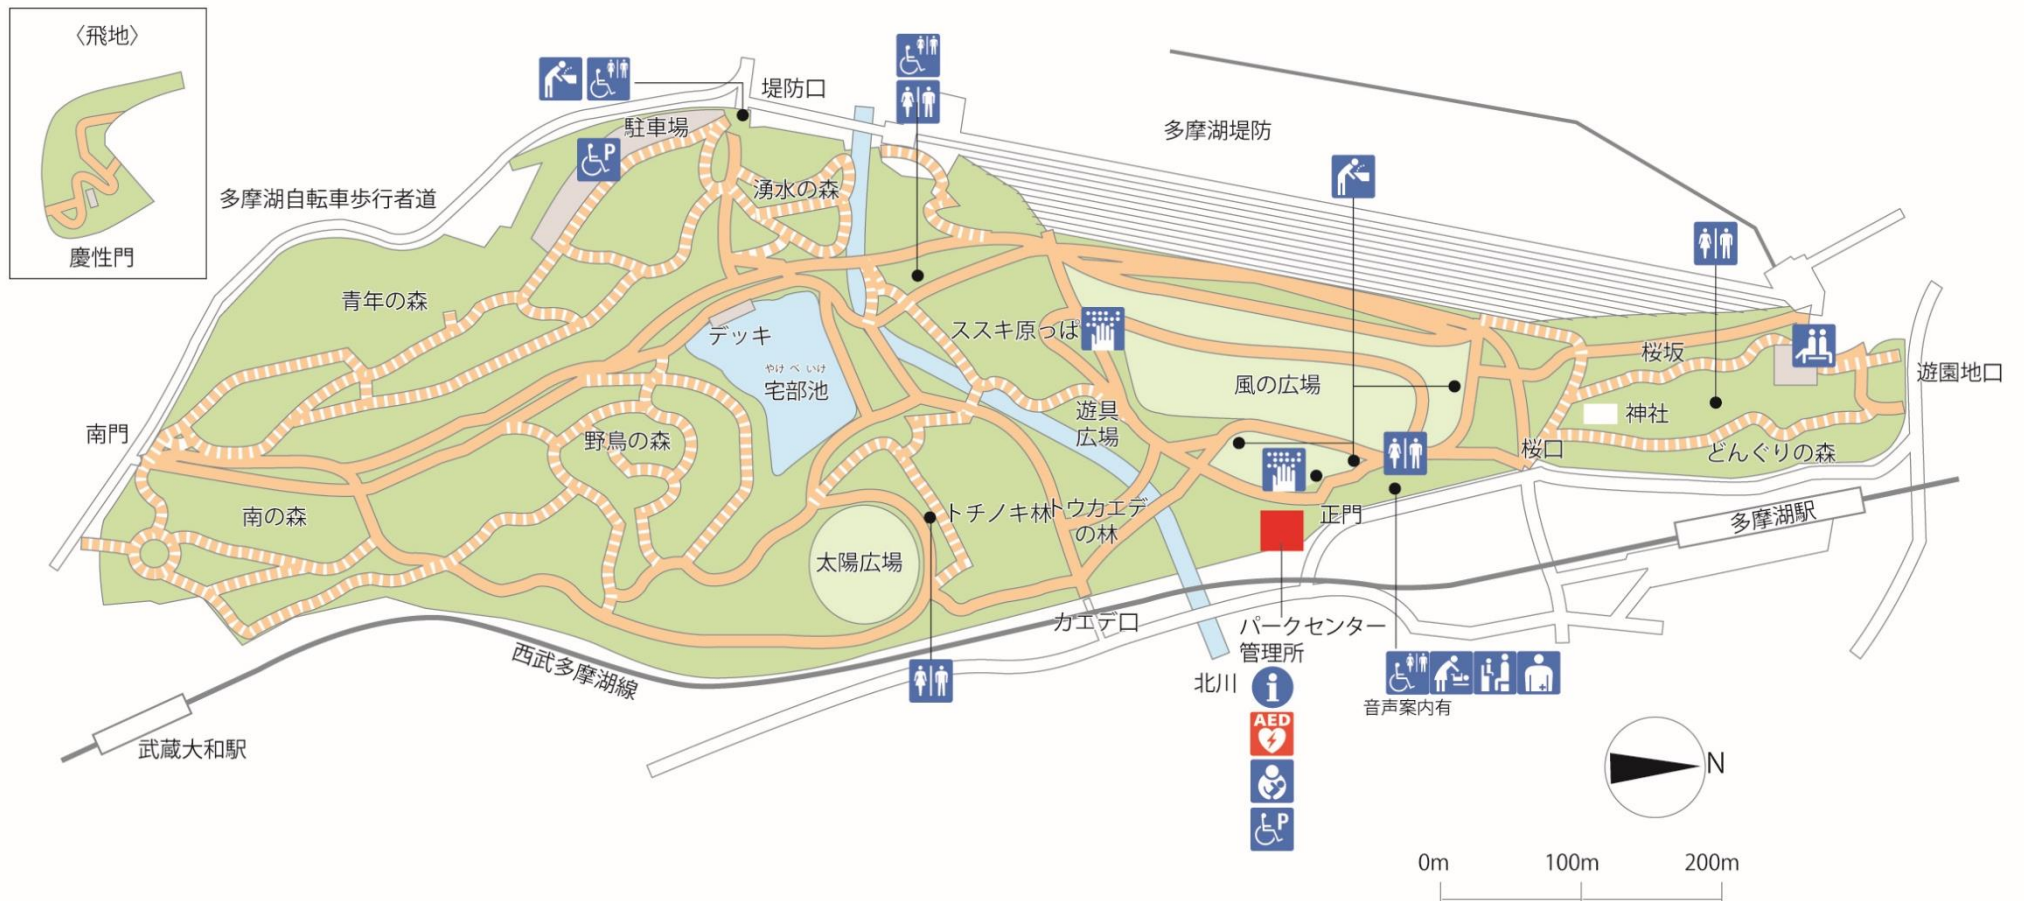 〈飛地〉
慶性門
堤防口
駐車場
P
多摩湖堤防
多摩湖自転車歩行者道
湧水の森
青年の森
デッキ
ススキ原っぱ
やけべいけ
宅部池
風の広場
桜坂
遊園地口
遊具
広場
神社
南門
野鳥の森
桜口
どんぐりの森
南の森
トチノキ林
トウカエデ
の林
正門
多摩湖駅
太陽広場
カエデ口
パークセンター
管理所
西武多摩湖線
北川
i
AED
P
音声案内有
武蔵大和駅
N
0m
100m
200m